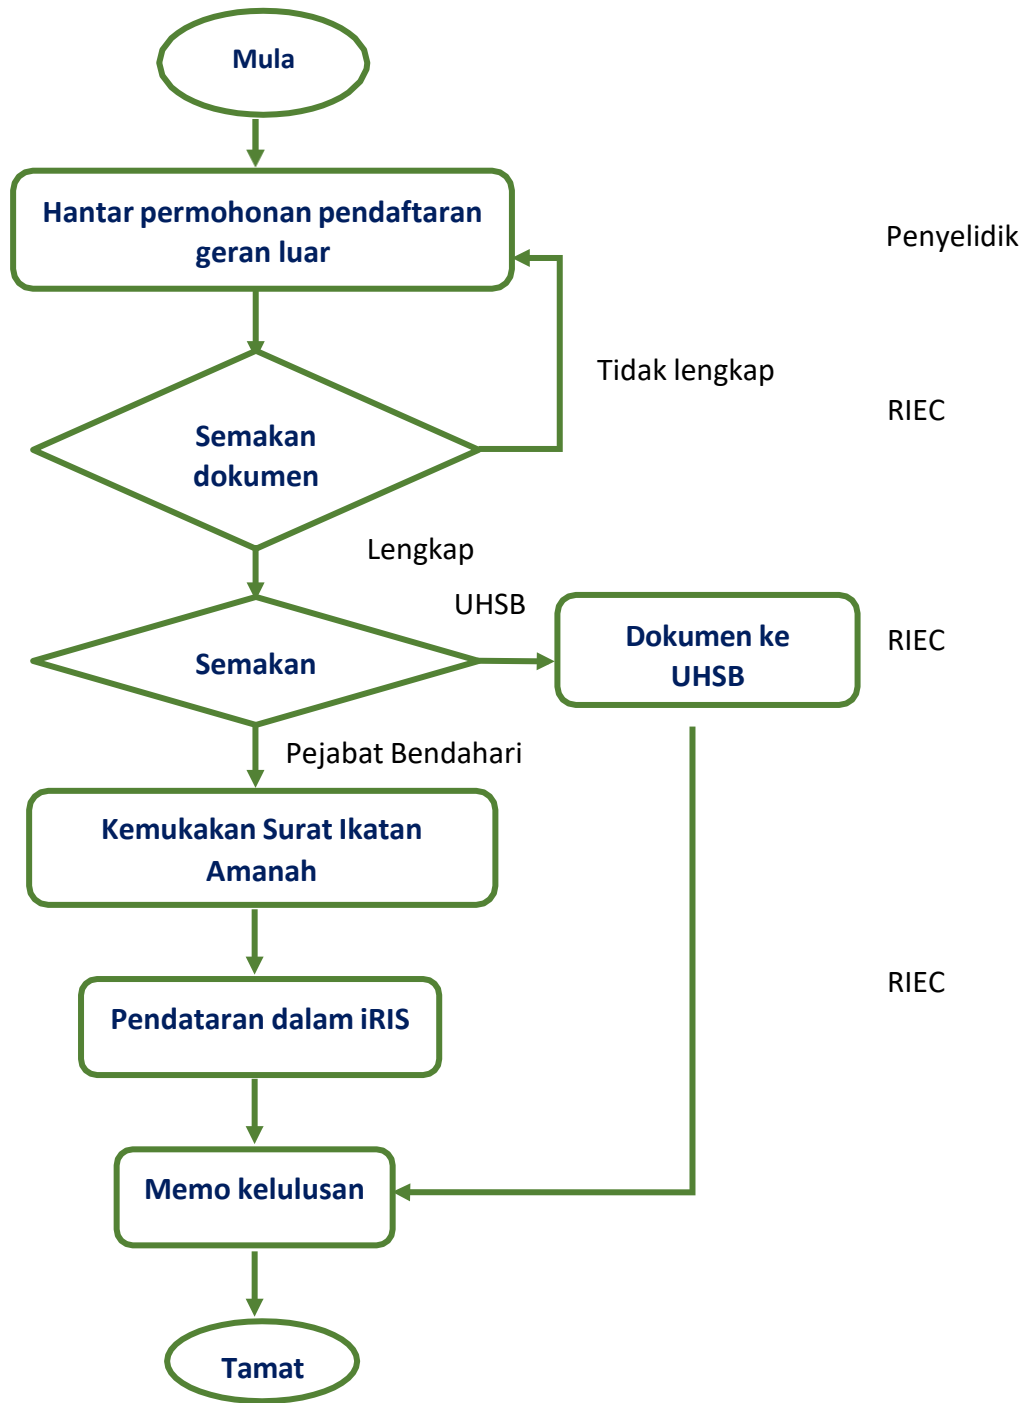 Mula
Hantar permohonan pendaftaran
geran luar
Penyelidik
Tidak lengkap
RIEC
Semakan
dokumen
Lengkap
UHSB
Dokumen ke
UHSB
RIEC
Semakan
Pejabat Bendahari
Kemukakan Surat Ikatan
Amanah
RIEC
Pendataran dalam iRIS
Memo kelulusan
Tamat